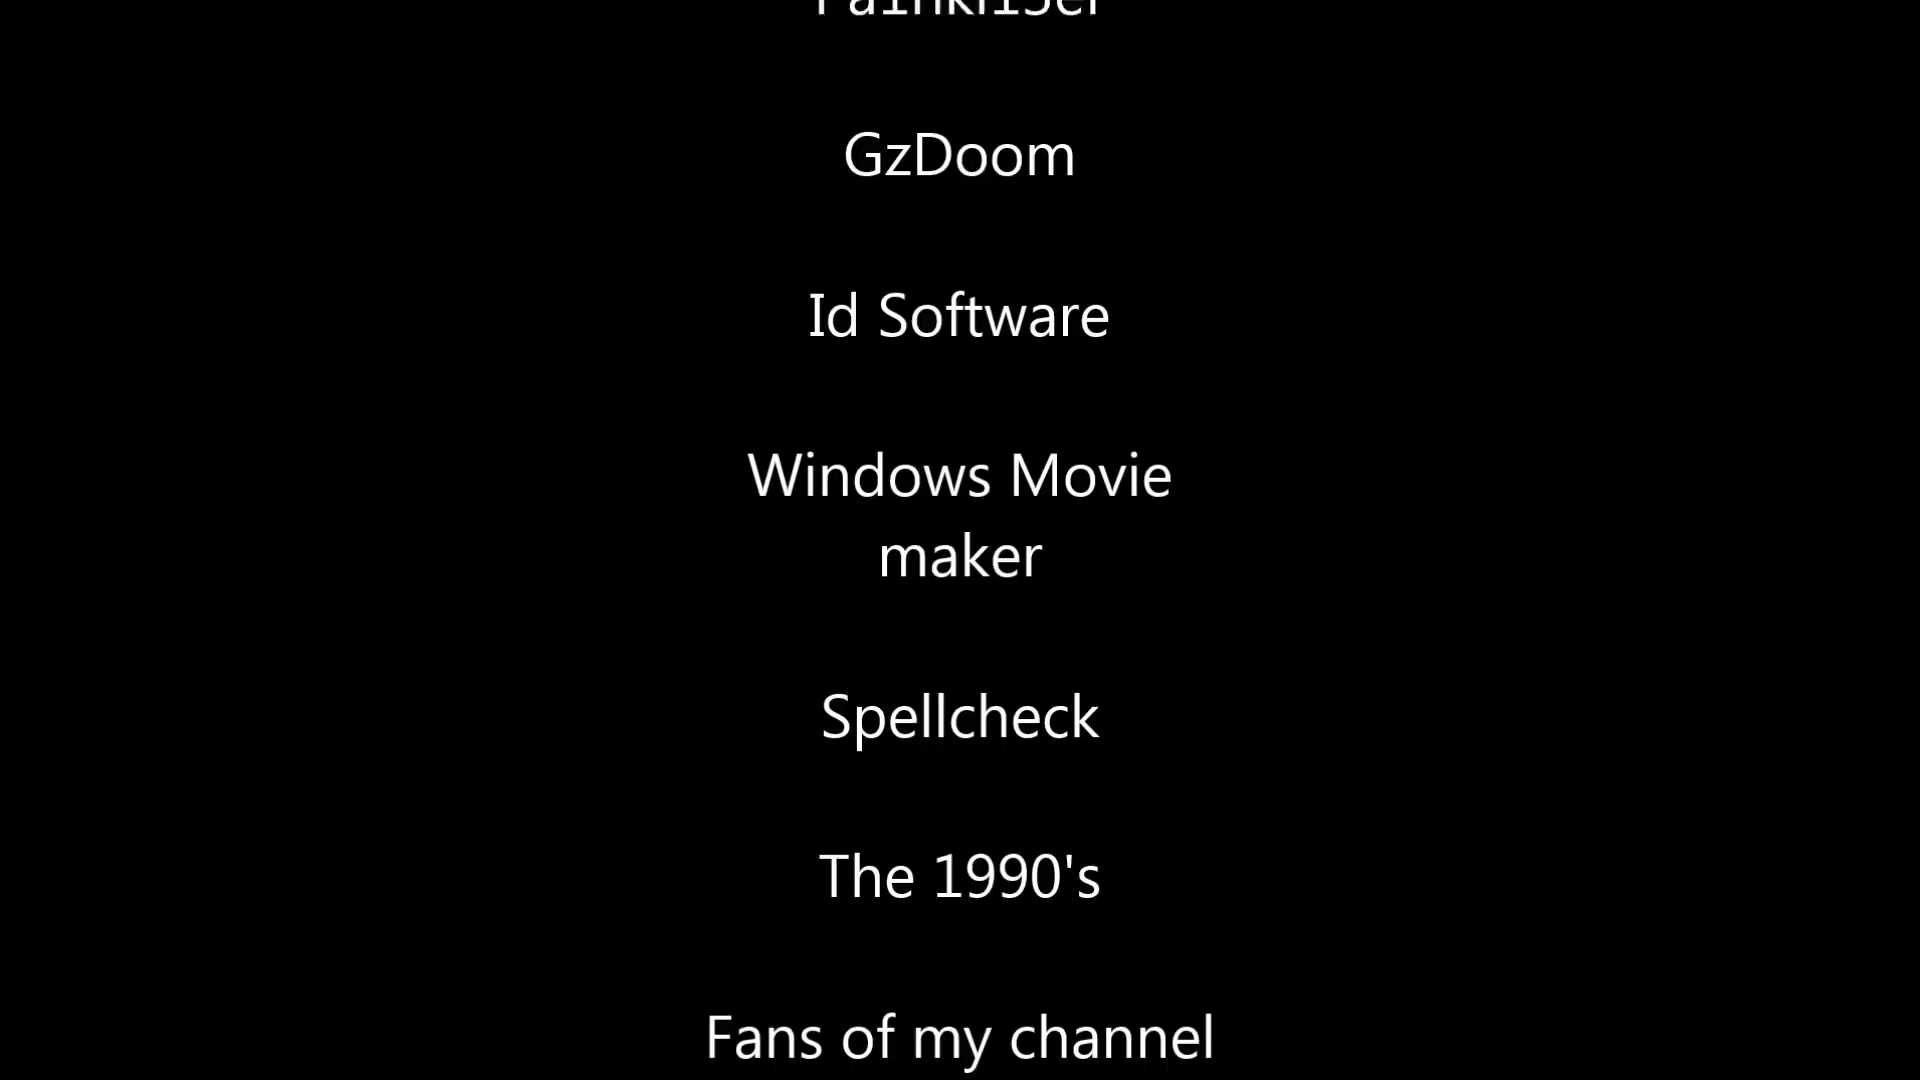 GzDoom
Id Software
Windows Movie
maker
Spellcheck
The 1990's
Fans of my channel